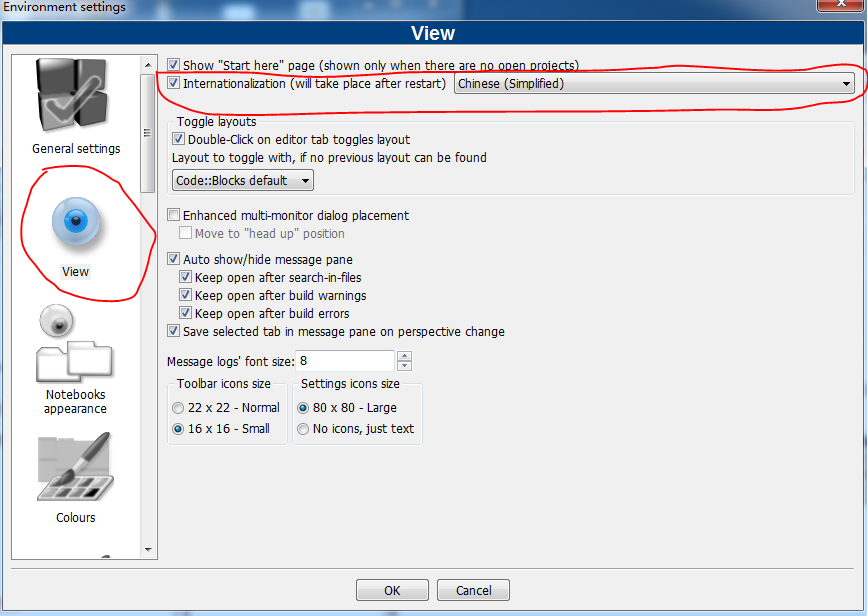 Environment settings
View
General settings
View
Notebooks
appearance
Colours
Show "Start here" page (shown only when there are no open projects)
Internationalization (will take place after restart) Chinese (Simplified)
Toggle layouts
Double-Click on editor tab toggles layout
Layout to toggle with, if no previous layout can be found
Code::Blocks default
Enhanced multi-monitor dialog placement
Move to "head up" position
Auto show/hide message pane
Keep open after search-in-files
Keep open after build warnings
Keep open after build errors
Save selected tab in message pane on perspective change
Message logs' font size: 8
Toolbar icons size
22 x 22 - Normal
16 x 16 - Small
Settings icons size
80 x 80 - Large
No icons, just text
OK
Cancel